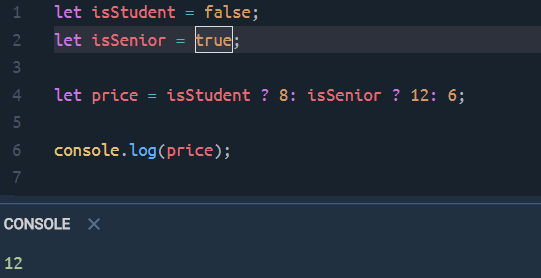 1 let isStudent = false;
2 let isSenior = true;
3
4 let price = isStudent ? 8: isSenior ? 12: 6;
5
6 console.log(price);
7
CONSOLE ×
12